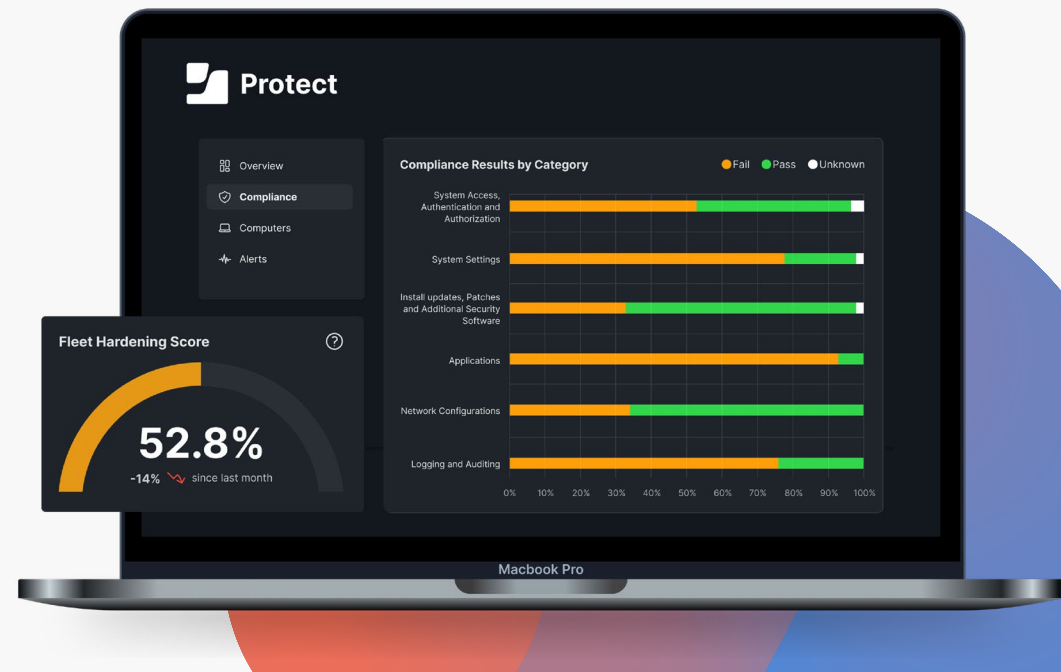 Protect
Overview
Compliance
Computers
Alerts
Compliance Results by Category
Fail
Pass
Unknown
System Access,
Authentication and
Authorization
System Settings
Install updates, Patches
and Additional Security
Software
Applications
Network Configurations
Logging and Auditing
0% 10% 20% 30% 40% 50% 60% 70% 80% 90% 100%
Fleet Hardening Score
?
52.8%
-14% since last month
Macbook Pro